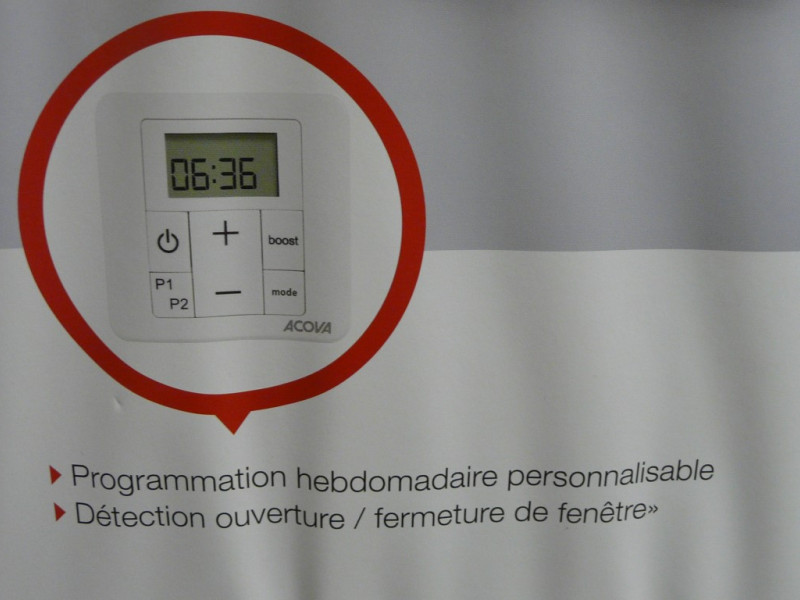 06:36
+
boost
P1
P2
−
mode
ACOVA
Programmation hebdomadaire personnalisable
Détection ouverture / fermeture de fenêtre»